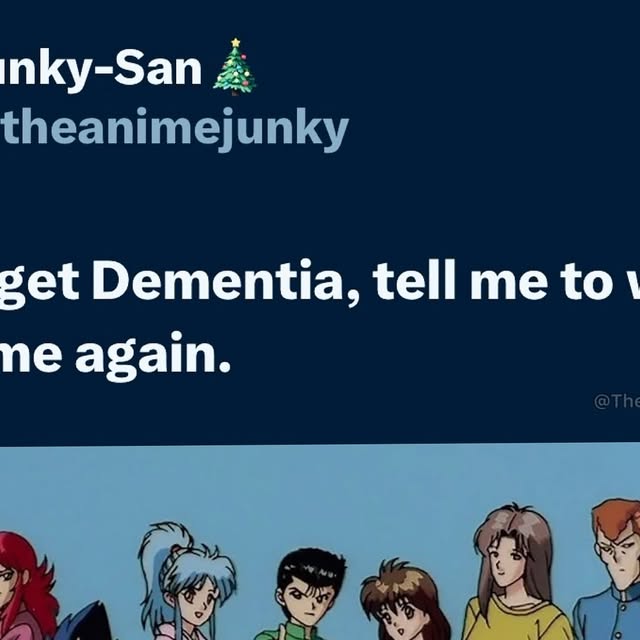 unky-San🎄
theanimejunky
get Dementia, tell me to
me again.
@The